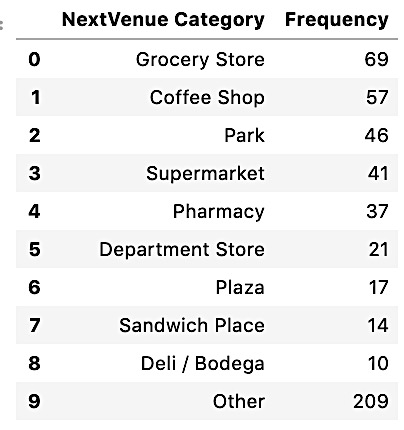 NextVenue Category Frequency
0 Grocery Store 69
1 Coffee Shop 57
2 Park 46
3 Supermarket 41
4 Pharmacy 37
5 Department Store 21
6 Plaza 17
7 Sandwich Place 14
8 Deli / Bodega 10
9 Other 209